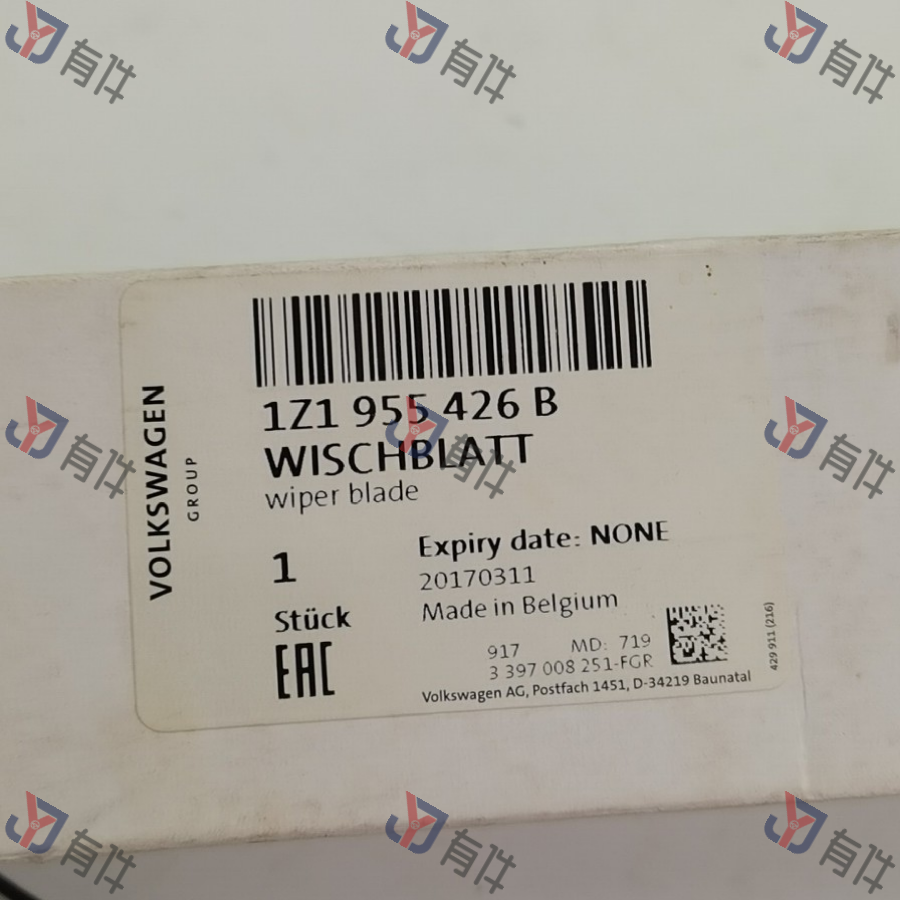 有件
有件
有件
VOLKSWAGEN
GROUP
1Z1 955 426 B
WISCHBLATT
wiper blade
1
Stück
EAC
Expiry date: NONE
20170311
Made in Belgium
917 MD: 719
3 397 008 251-FGR
Volkswagen AG, Postfach 1451, D-34219 Baunatal
429 911 (216)
有件
有件
有件
有件
有件
有件